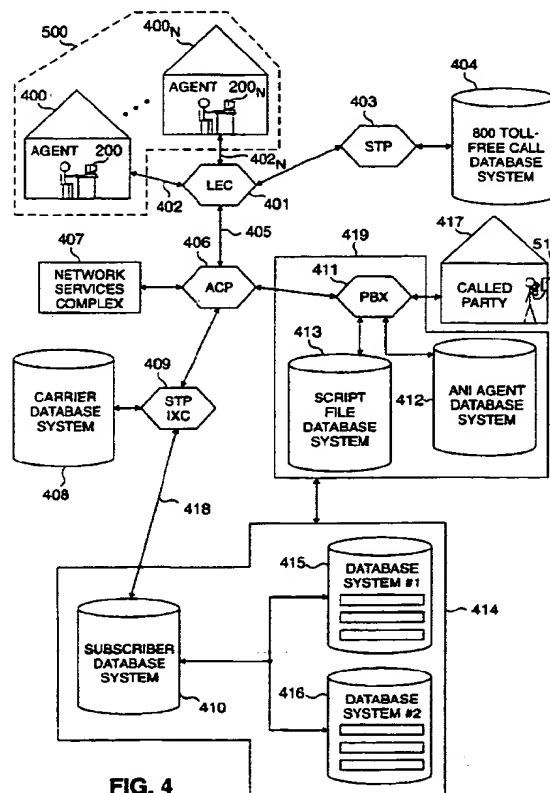 500
400
400N
404
AGENT
200N
403
AGENT
200
STP
800 TOLL-
FREE CALL
DATABASE
SYSTEM
402N
LEC
402
401
417
405
419
407
406
411
NETWORK
SERVICES
COMPLEX
ACP
PBX
CALLED
PARTY
413
409
CARRIER
DATABASE
SYSTEM
STP
IXC
SCRIPT
FILE
DATABASE
SYSTEM
412
ANI AGENT
DATABASE
SYSTEM
408
418
415
DATABASE
SYSTEM #1
414
SUBSCRIBER
DATABASE
SYSTEM
410
416
DATABASE
SYSTEM #2
FIG. 4